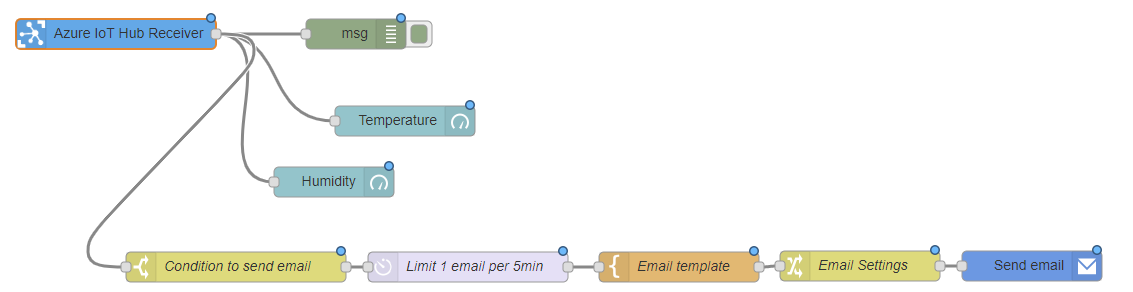 Azure IoT Hub Receiver
msg
Temperature
Humidity
Condition to send email
Limit 1 email per 5min
Email template
Email Settings
Send email